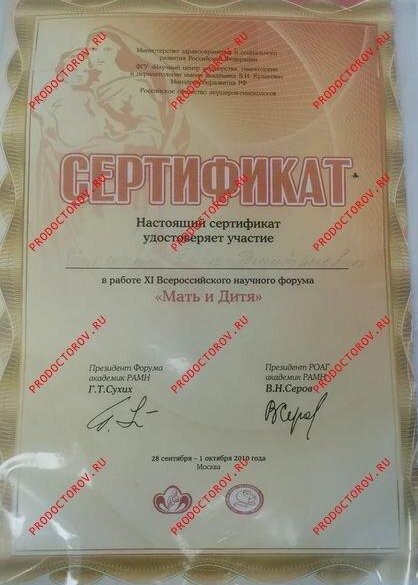 Министерство здравоохранения и социального
развития Российской Федерации
ФГУ «Научный центр акушерства, гинекологии
и перинатологии имени академика В.И. Кулакова»
Минздравсоцразвития РФ
Российское общество акушеров-гинекологов
СЕРТИФИКАТ
Настоящий сертификат
удостоверяет участие
в работе XI Всероссийского научного форума
«Мать и Дитя»
Президент Форума
академик РАМН
Г.Т.Сухих
Президент РОАГ
академик РАМН
В.Н.Серов
28 сентября – 1 октября 2010 года
Москва
PRODOCTOROV.RU